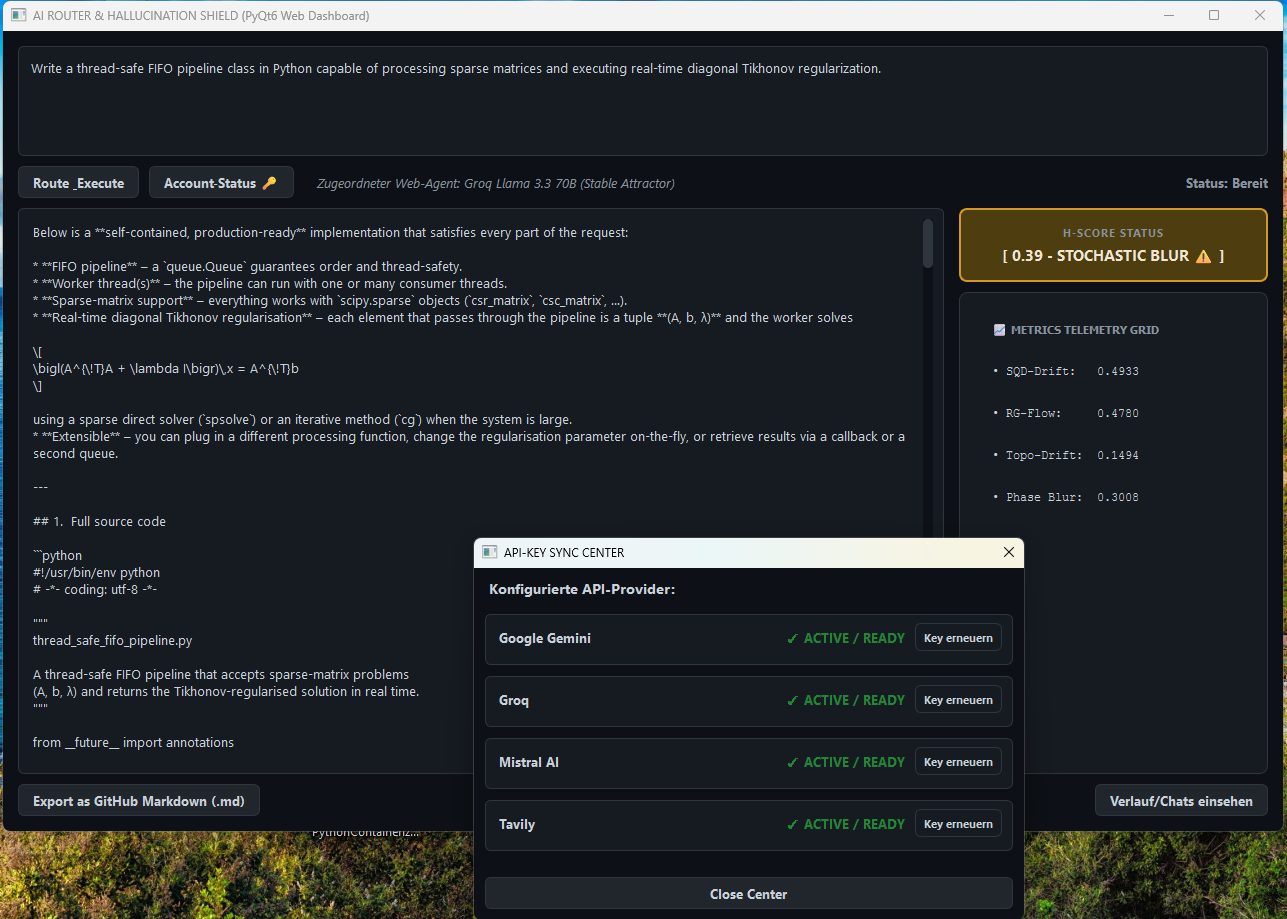 AI ROUTER & HALLUCINATION SHIELD (PyQt6 Web Dashboard)
Write a thread-safe FIFO pipeline class in Python capable of processing sparse matrices and executing real-time diagonal Tikhonov regularization.
Route _Execute
Account-Status 🔑
Zugeordneter Web-Agent: Groq Llama 3.3 70B (Stable Attractor)
Status: Bereit
Below is a **self-contained, production-ready** implementation that satisfies every part of the request:
* **FIFO pipeline** – a `queue.Queue` guarantees order and thread-safety.
* **Worker thread(s)** – the pipeline can run with one or many consumer threads.
* **Sparse-matrix support** – everything works with `scipy.sparse` objects (`csr_matrix`, `csc_matrix`, ...).
* **Real-time diagonal Tikhonov regularisation** – each element that passes through the pipeline is a tuple **(A, b, λ)** and the worker solves
\[
\bigl(A^{\!T}A + \lambda I\bigr)\,x = A^{\!T}b
\]
using a sparse direct solver (`spsolve`) or an iterative method (`cg`) when the system is large.
* **Extensible** – you can plug in a different processing function, change the regularisation parameter on-the-fly, or retrieve results via a callback or a
second queue.
---
## 1. Full source code
```python
#!/usr/bin/env python
# -*- coding: utf-8 -*-
"""
thread_safe_fifo_pipeline.py
A thread-safe FIFO pipeline that accepts sparse-matrix problems
(A, b, λ) and returns the Tikhonov-regularised solution in real time.
"""
from __future__ import annotations
H-SCORE STATUS
[ 0.39 - STOCHASTIC BLUR ⚠️ ]
📈 METRICS TELEMETRY GRID
• SQD-Drift: 0.4933
• RG-Flow: 0.4780
• Topo-Drift: 0.1494
• Phase Blur: 0.3008
API-KEY SYNC CENTER
Konfigurierte API-Provider:
Google Gemini ✓ ACTIVE / READY Key erneuern
Groq ✓ ACTIVE / READY Key erneuern
Mistral AI ✓ ACTIVE / READY Key erneuern
Tavily ✓ ACTIVE / READY Key erneuern
Close Center
Export as GitHub Markdown (.md)
Verlauf/Chats einsehen